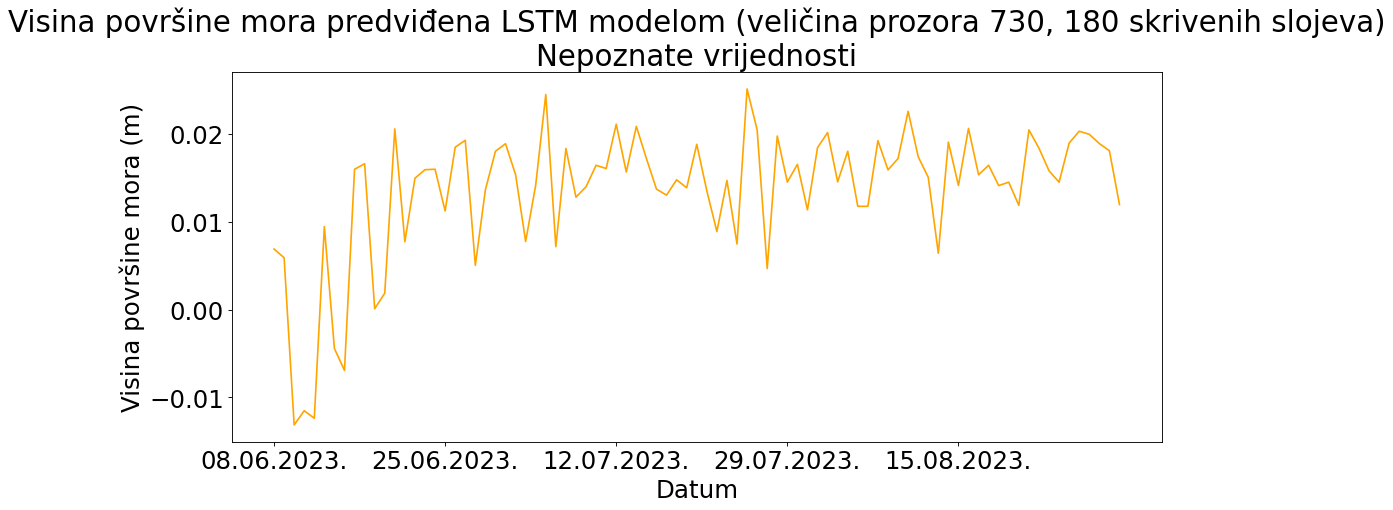 Visina površine mora predviđena LSTM modelom (veličina prozora 730, 180 skrivenih slojeva)
Nepoznate vrijednosti
Visina površine mora (m)
0.02
0.01
0.00
−0.01
08.06.2023. 25.06.2023. 12.07.2023. 29.07.2023. 15.08.2023.
Datum